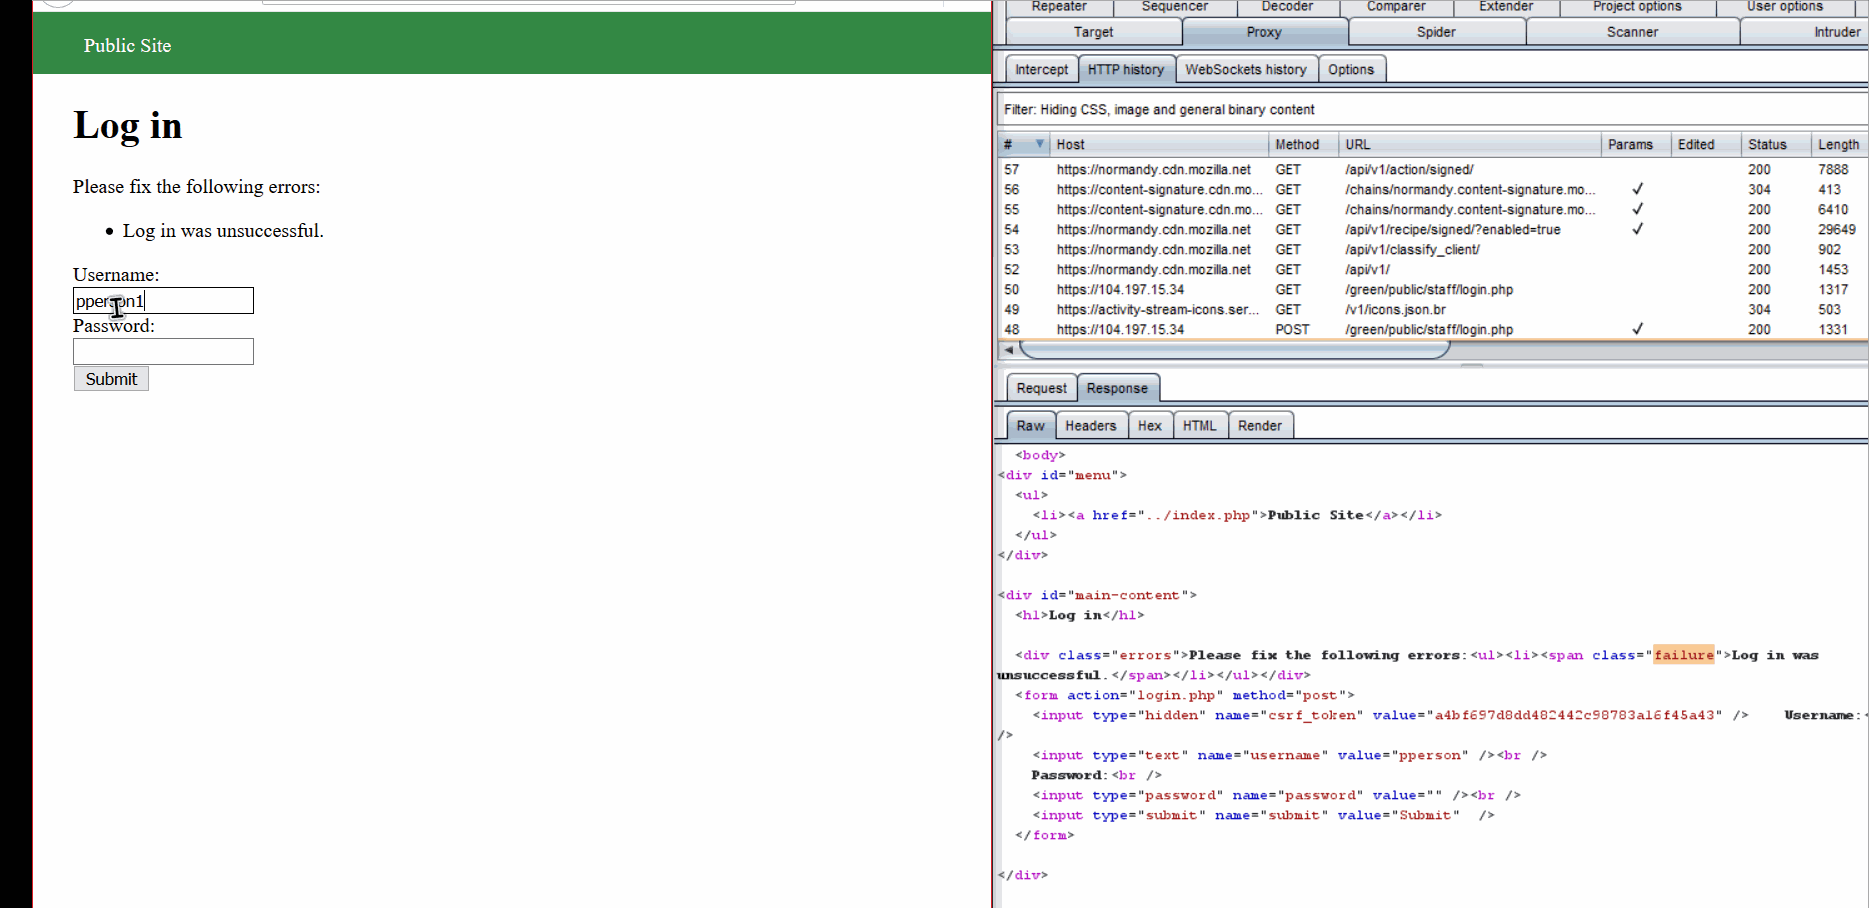 Public Site
Log in
Please fix the following errors:
• Log in was unsuccessful.
Username:
pperson1
Password:
Submit
Repeater Sequencer Decoder Comparer Extender Project options User options
Target Proxy Spider Scanner Intruder
Intercept HTTP history WebSockets history Options
Filter: Hiding CSS, image and general binary content
# Host Method URL Params Edited Status Length
57 https://normandy.cdn.mozilla.net GET /api/v1/action/signed/ 200 7888
56 https://content-signature.cdn.mo... GET /chains/normandy.content-signature.mo... ✓ 304 413
55 https://content-signature.cdn.mo... GET /chains/normandy.content-signature.mo... ✓ 200 6410
54 https://normandy.cdn.mozilla.net GET /api/v1/recipe/signed/?enabled=true ✓ 200 29649
53 https://normandy.cdn.mozilla.net GET /api/v1/classify_client/ 200 902
52 https://normandy.cdn.mozilla.net GET /api/v1/ 200 1453
50 https://104.197.15.34 GET /green/public/staff/login.php 200 1317
49 https://activity-stream-icons.ser... GET /v1/icons.json.br 304 503
48 https://104.197.15.34 POST /green/public/staff/login.php ✓ 200 1331
Request Response
Raw Headers Hex HTML Render
<body>
<div id="menu">
<ul>
<li><a href="../index.php">Public Site</a></li>
</ul>
</div>
<div id="main-content">
<h1>Log in</h1>
<div class="errors">Please fix the following errors:<ul><li><span class="failure">Log in was
unsuccessful.</span></li></ul></div>
<form action="login.php" method="post">
<input type="hidden" name="csrf_token" value="a4bf697d8dd482442c98783a16f45a43" /> Username:<
/>
<input type="text" name="username" value="pperson" /><br />
Password:<br />
<input type="password" name="password" value="" /><br />
<input type="submit" name="submit" value="Submit" />
</form>
</div>